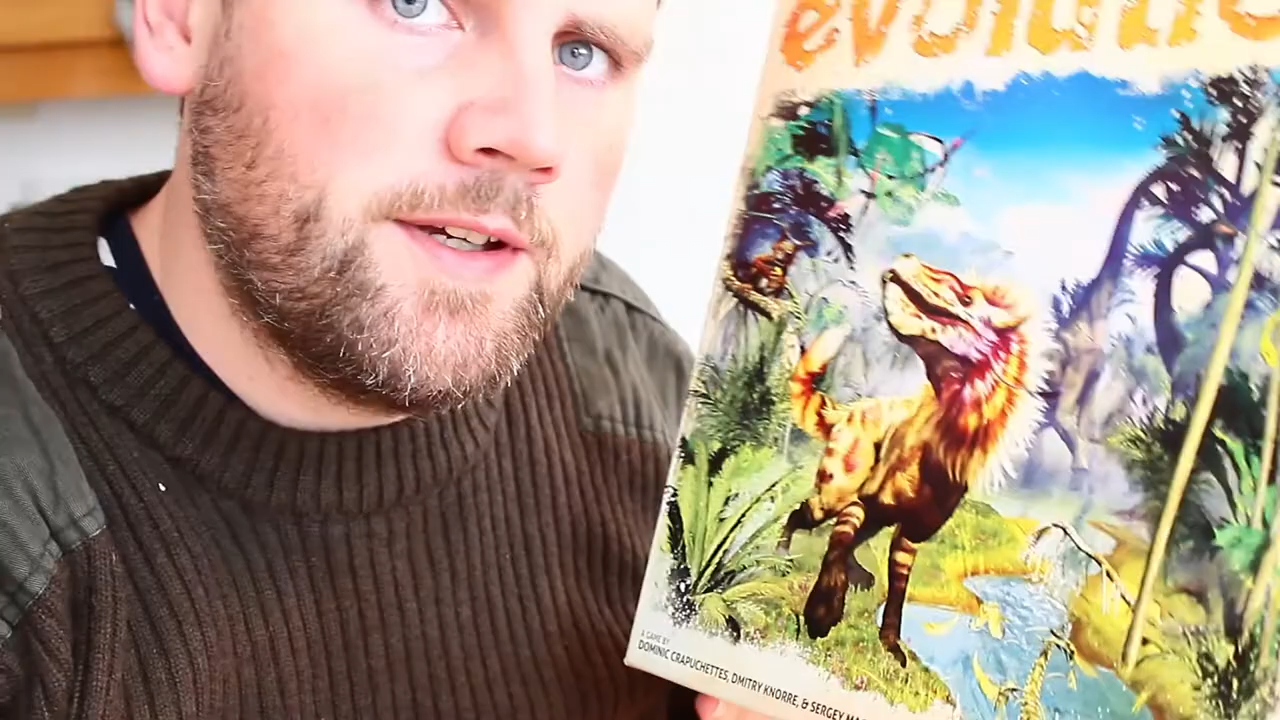 evolutio
A GAME BY
DOMINIC CRAPUCHETTES, DMITRY KNORRE, & SERGEY MA